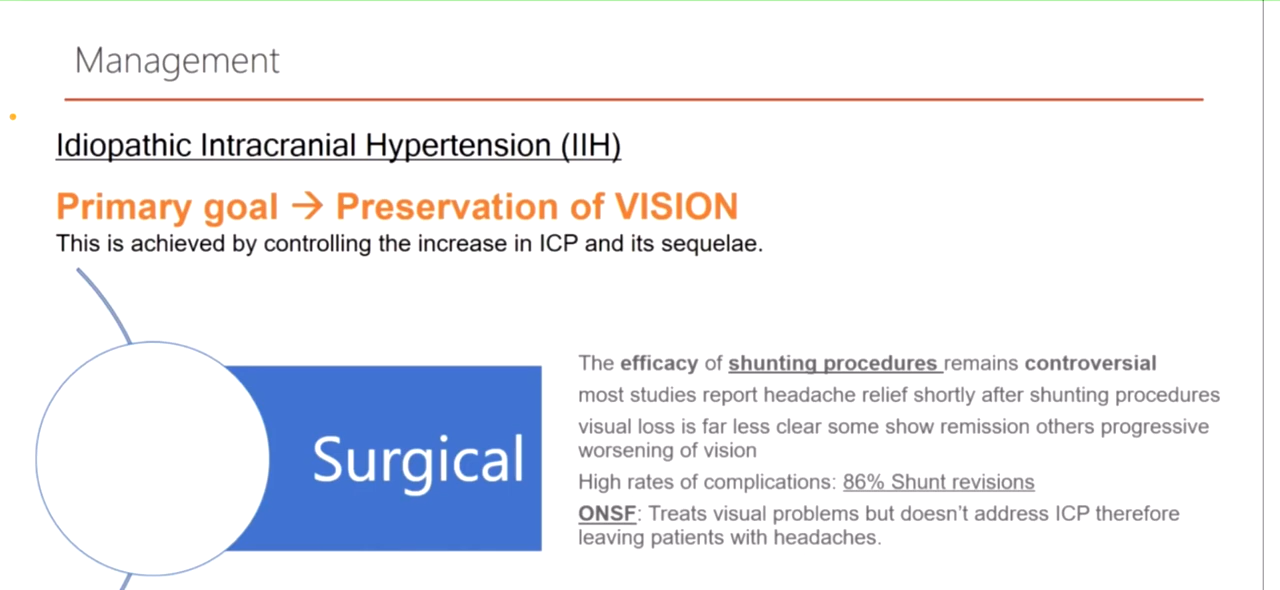 Management
Idiopathic Intracranial Hypertension (IIH)
Primary goal → Preservation of VISION
This is achieved by controlling the increase in ICP and its sequelae.
Surgical
The efficacy of shunting procedures remains controversial
most studies report headache relief shortly after shunting procedures
visual loss is far less clear some show remission others progressive
worsening of vision
High rates of complications: 86% Shunt revisions
ONSF: Treats visual problems but doesn't address ICP therefore
leaving patients with headaches.